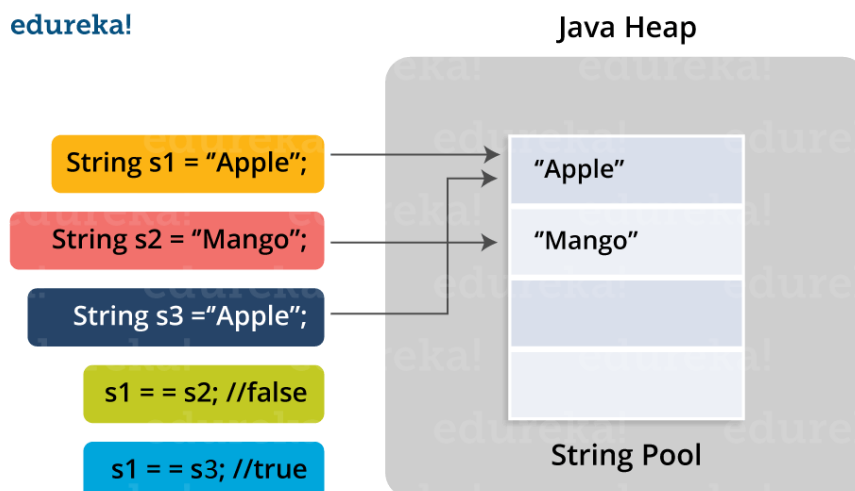 edureka!
Java Heap
String s1 = "Apple";
String s2 = "Mango";
String s3 ="Apple";
s1 = = s2; //false
s1 = = s3; //true
"Apple"
"Mango"
String Pool